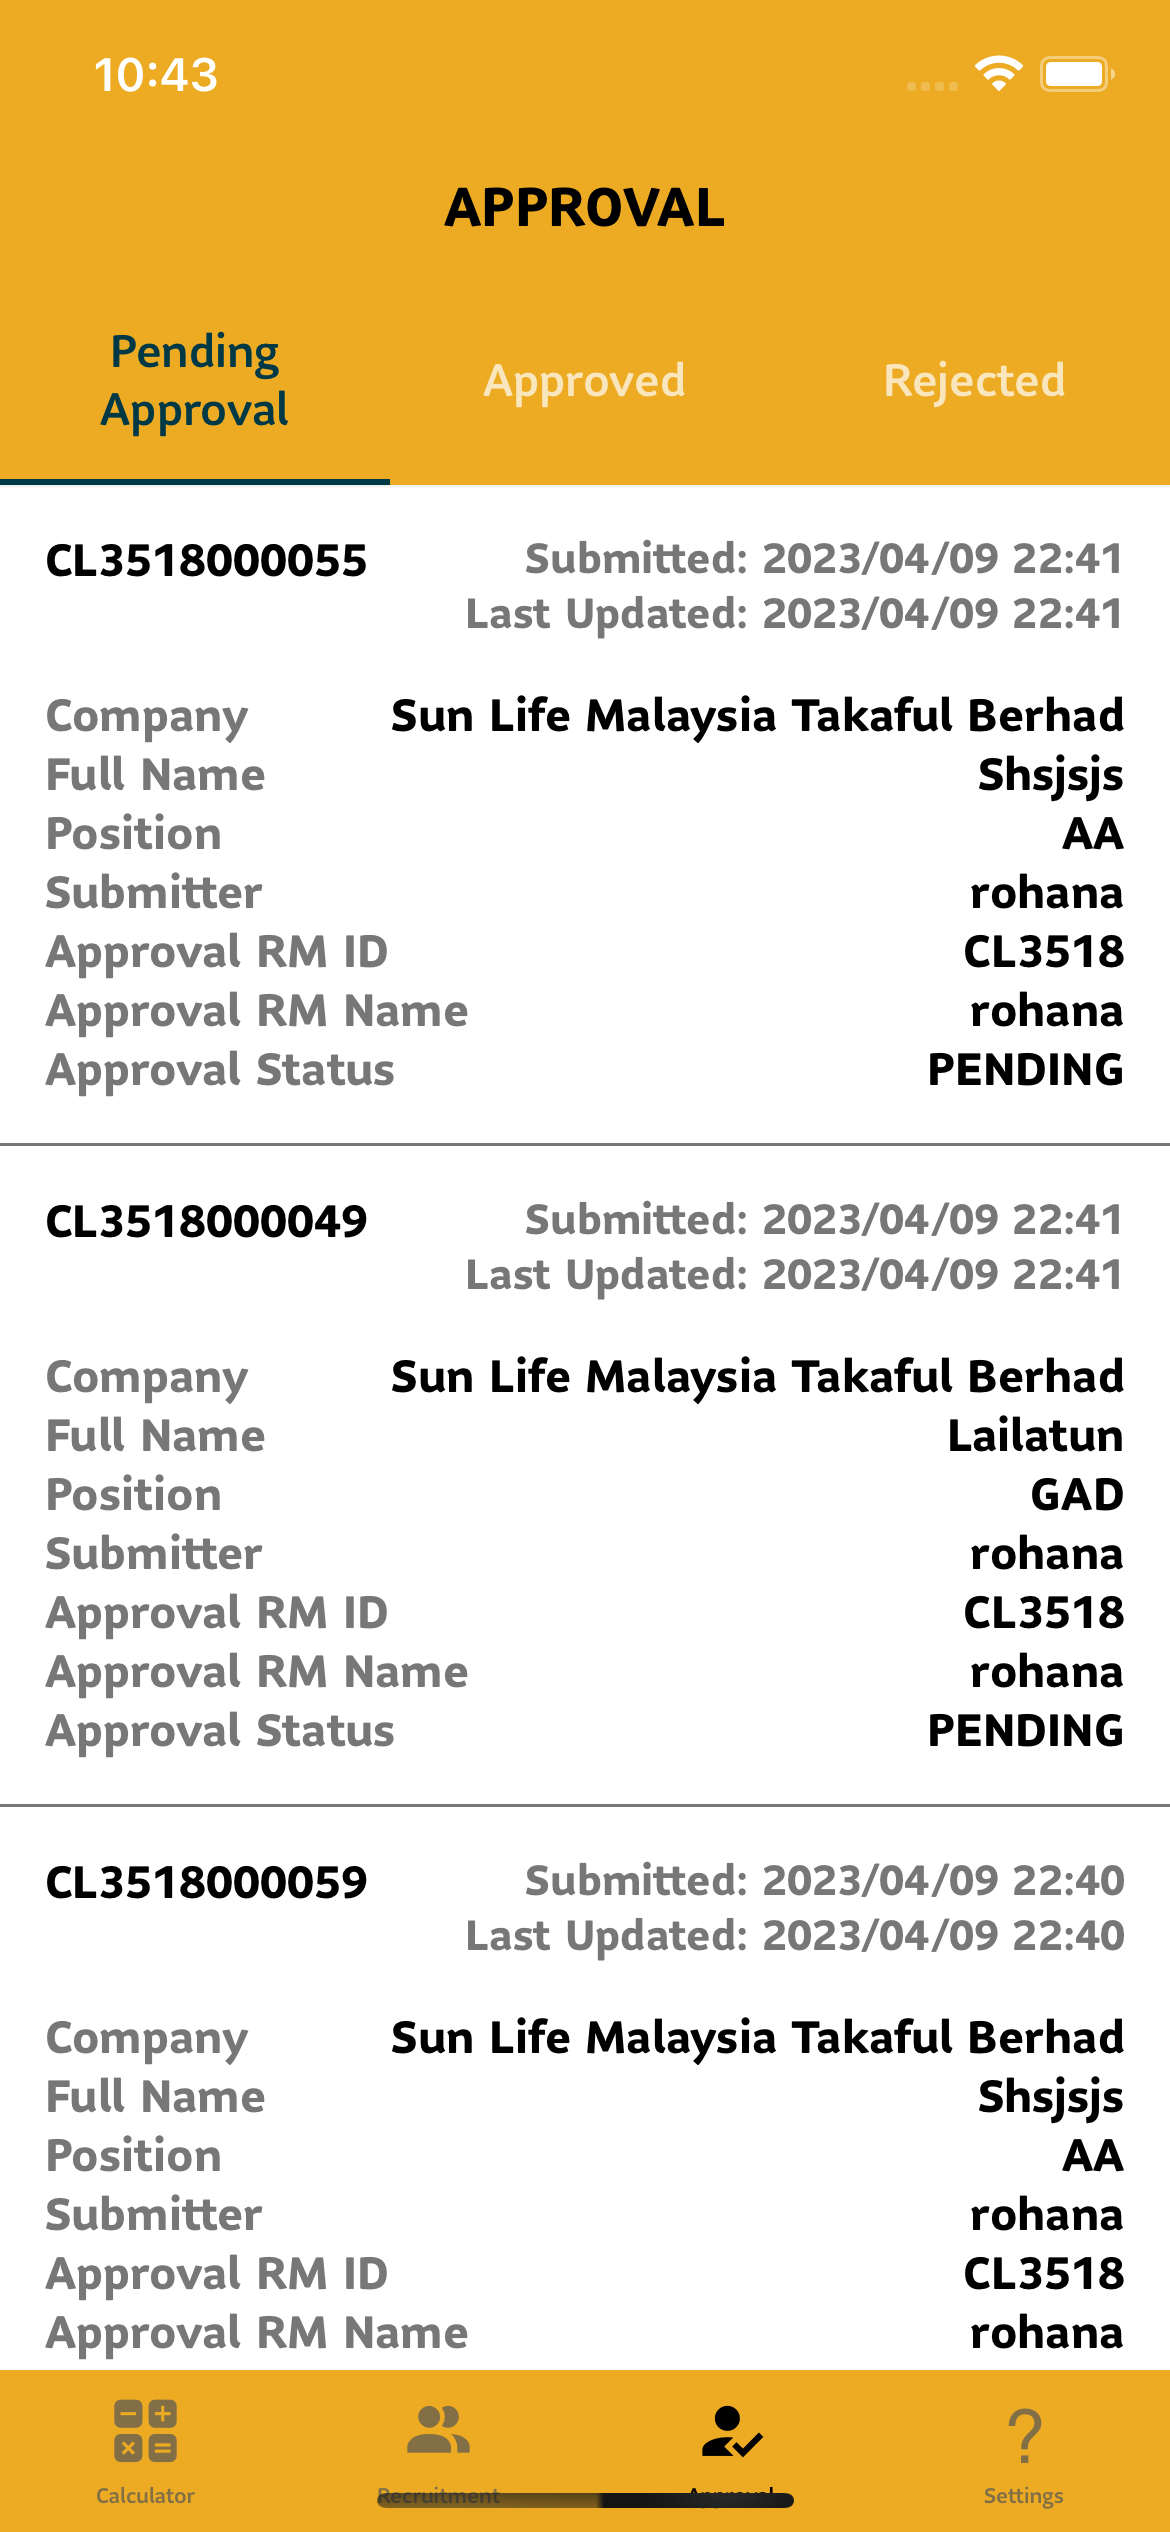 10:43
APPROVAL
Pending
Approval
Approved
Rejected
CL3518000055
Submitted: 2023/04/09 22:41
Last Updated: 2023/04/09 22:41
Company Sun Life Malaysia Takaful Berhad
Full Name Shsjsjs
Position AA
Submitter rohana
Approval RM ID CL3518
Approval RM Name rohana
Approval Status PENDING
CL3518000049
Submitted: 2023/04/09 22:41
Last Updated: 2023/04/09 22:41
Company Sun Life Malaysia Takaful Berhad
Full Name Lailatun
Position GAD
Submitter rohana
Approval RM ID CL3518
Approval RM Name rohana
Approval Status PENDING
CL3518000059
Submitted: 2023/04/09 22:40
Last Updated: 2023/04/09 22:40
Company Sun Life Malaysia Takaful Berhad
Full Name Shsjsjs
Position AA
Submitter rohana
Approval RM ID CL3518
Approval RM Name rohana
Calculator
Recruitment
Approval
Settings